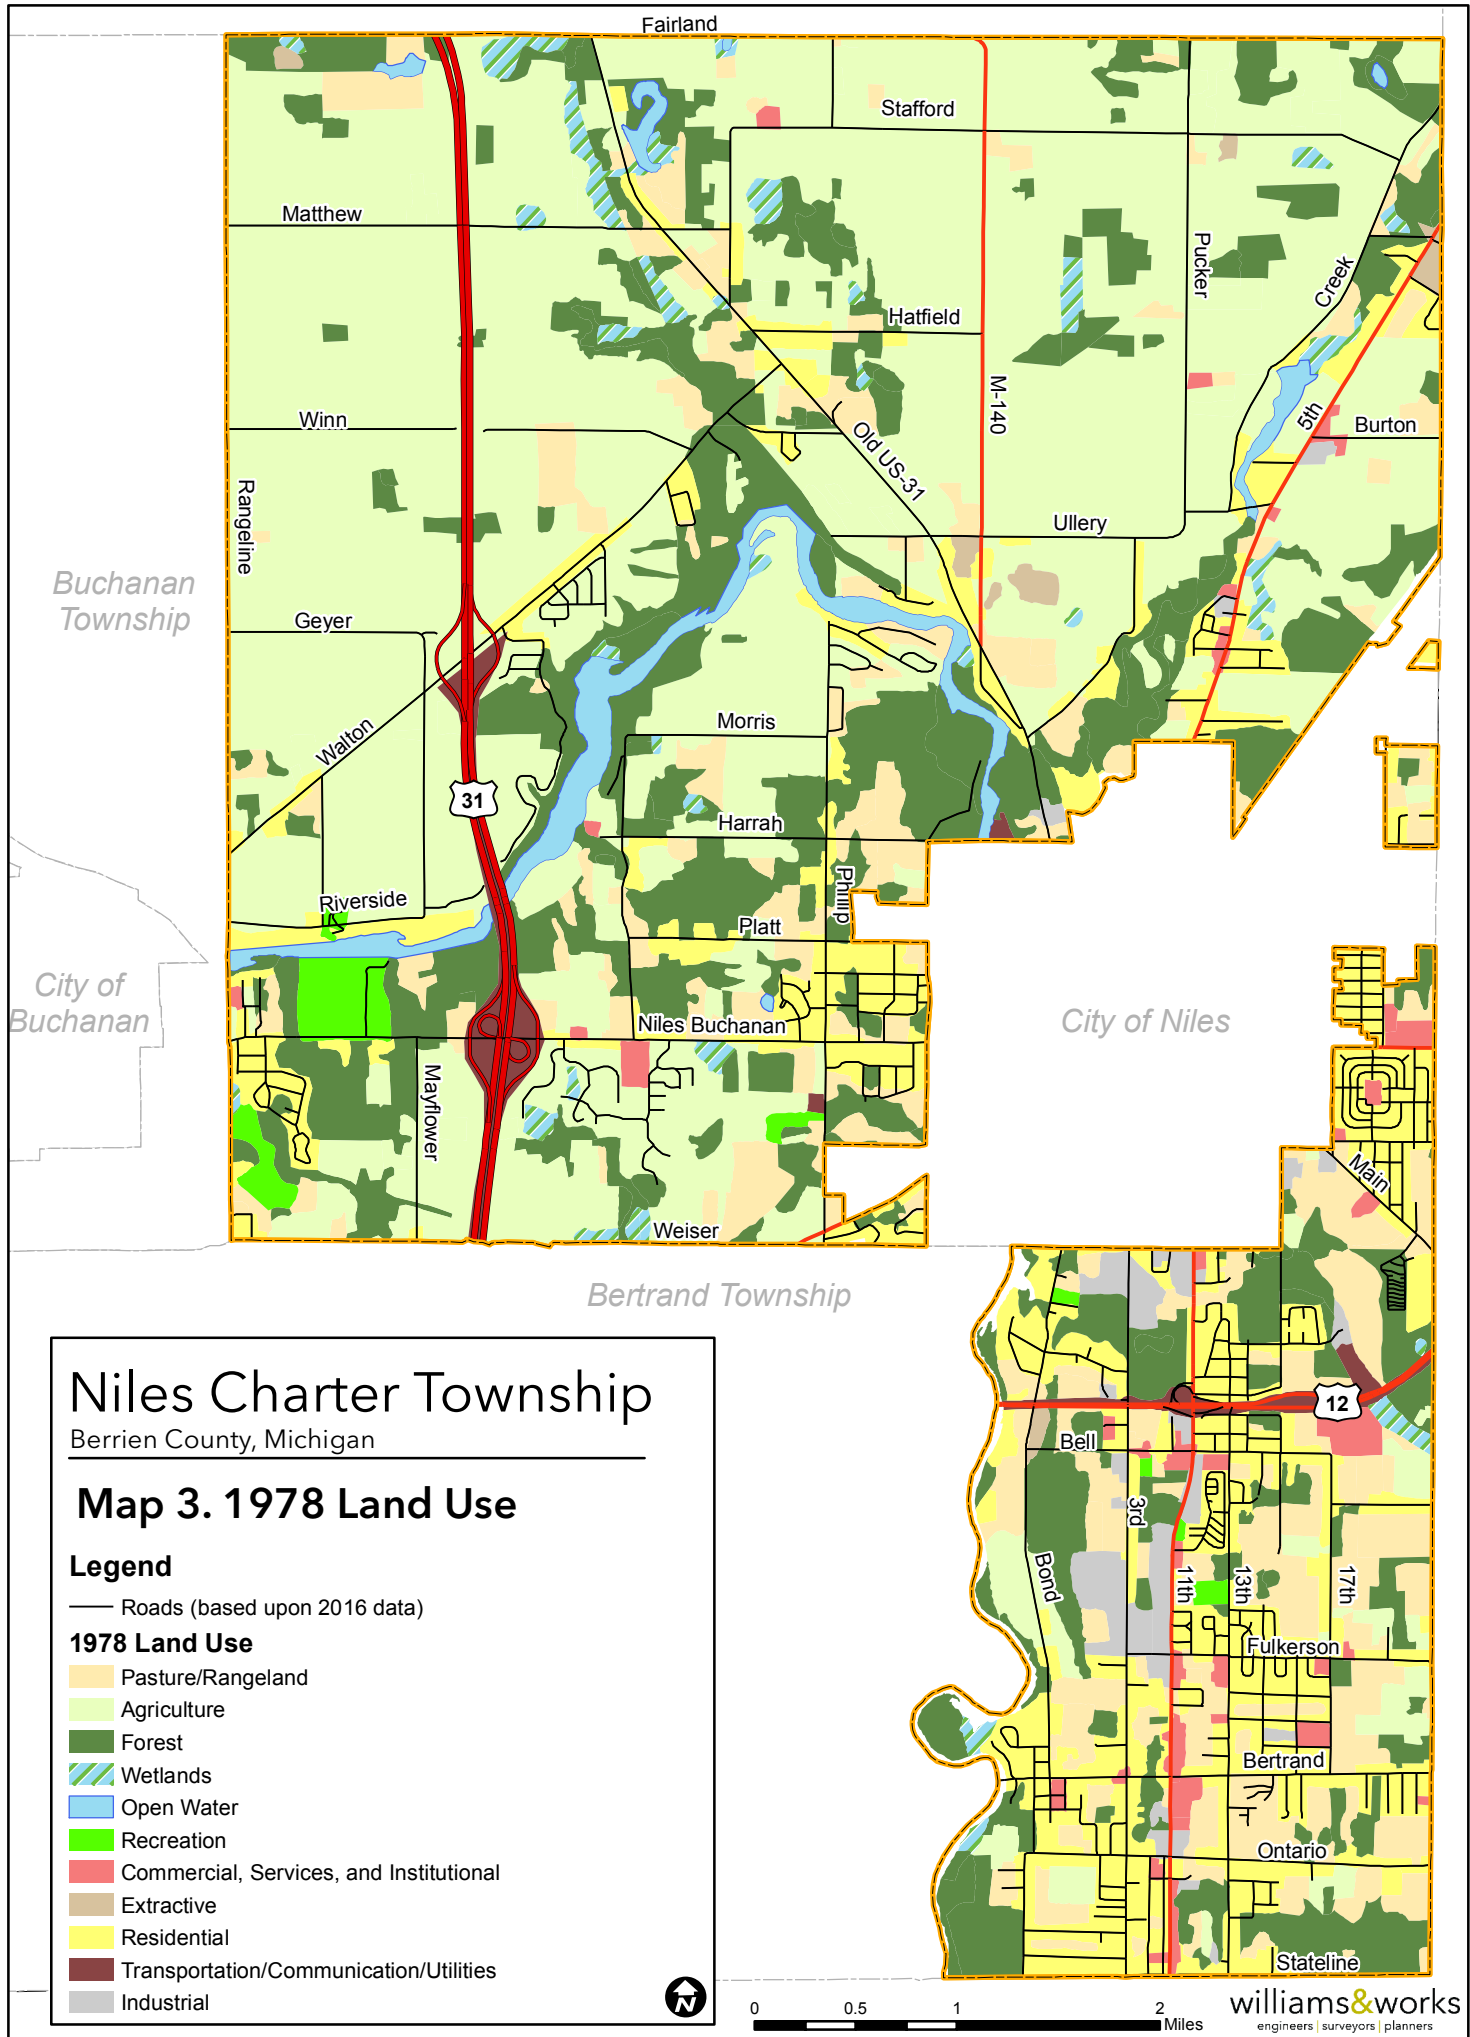 Fairland
Stafford
Matthew
Pucker
Creek
Hatfield
M-140
5th
Winn
Burton
Old US-31
Rangeline
Ullery
Buchanan
Township
Geyer
Morris
Walton
31
Harrah
Phillip
Riverside
Platt
City of
Buchanan
Niles Buchanan
City of Niles
Mayflower
Main
Weiser
Bertrand Township
12
Bell
3rd
Bond
11th
13th
17th
Fulkerson
Bertrand
Ontario
Stateline
Niles Charter Township
Berrien County, Michigan
Map 3. 1978 Land Use
Legend
Roads (based upon 2016 data)
1978 Land Use
Pasture/Rangeland
Agriculture
Forest
Wetlands
Open Water
Recreation
Commercial, Services, and Institutional
Extractive
Residential
Transportation/Communication/Utilities
Industrial
N
0 0.5 1 2
Miles
williams&works
engineers | surveyors | planners